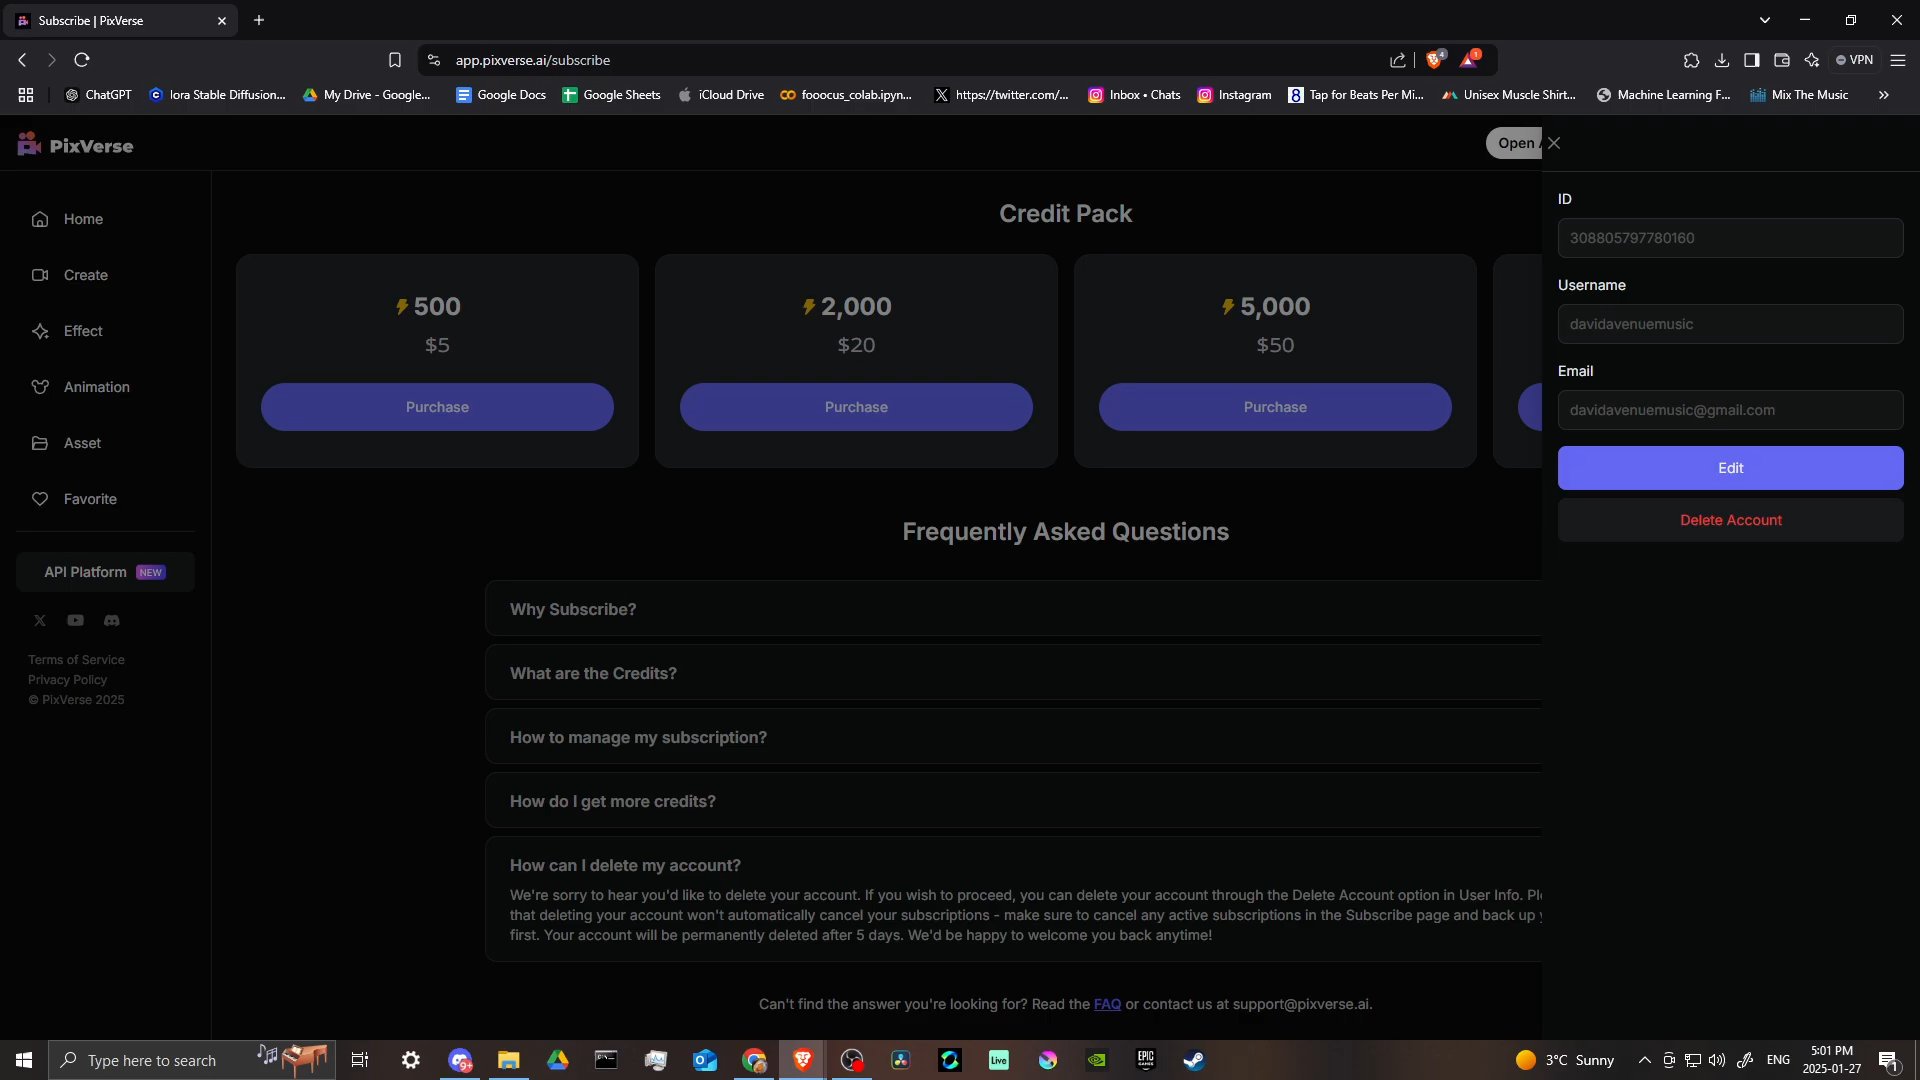 Subscribe | PixVerse
app.pixverse.ai/subscribe
4
1
VPN
ChatGPT
lora Stable Diffusion...
My Drive - Google...
Google Docs
Google Sheets
iCloud Drive
fooocus_colab.ipyn...
https://twitter.com/...
Inbox • Chats
Instagram
8
Tap for Beats Per Mi...
Unisex Muscle Shirt...
Machine Learning F...
Mix The Music
»
PixVerse
Open
Home
Create
Effect
Animation
Asset
Favorite
API Platform NEW
Terms of Service
Privacy Policy
© PixVerse 2025
Credit Pack
500
$5
Purchase
2,000
$20
Purchase
5,000
$50
Purchase
Frequently Asked Questions
Why Subscribe?
What are the Credits?
How to manage my subscription?
How do I get more credits?
How can I delete my account?
We're sorry to hear you'd like to delete your account. If you wish to proceed, you can delete your account through the Delete Account option in User Info.
that deleting your account won't automatically cancel your subscriptions - make sure to cancel any active subscriptions in the Subscribe page and back up
first. Your account will be permanently deleted after 5 days. We'd be happy to welcome you back anytime!
Can't find the answer you're looking for? Read the FAQ or contact us at support@pixverse.ai.
ID
308805797780160
Username
davidavenuemusic
Email
davidavenuemusic@gmail.com
Edit
Delete Account
Type here to search
9+
Live
EPIC GAMES
3°C Sunny
ENG
5:01 PM
2025-01-27
1